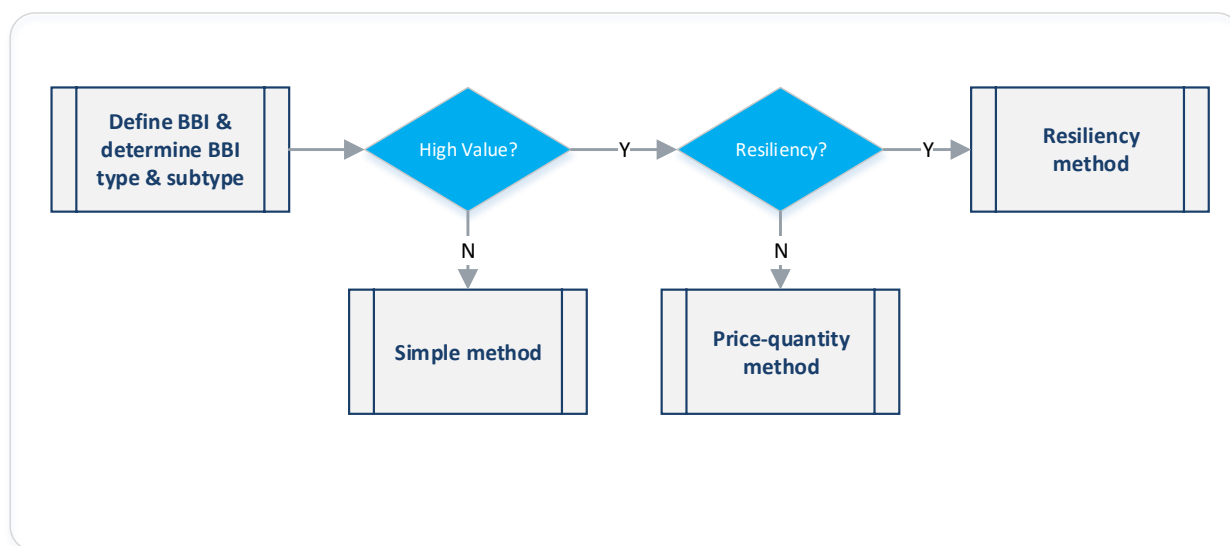 Define BBI &
determine BBI
type & subtype
High Value?
Y
Resiliency?
Y
Resiliency
method
N
N
Simple method
Price-quantity
method